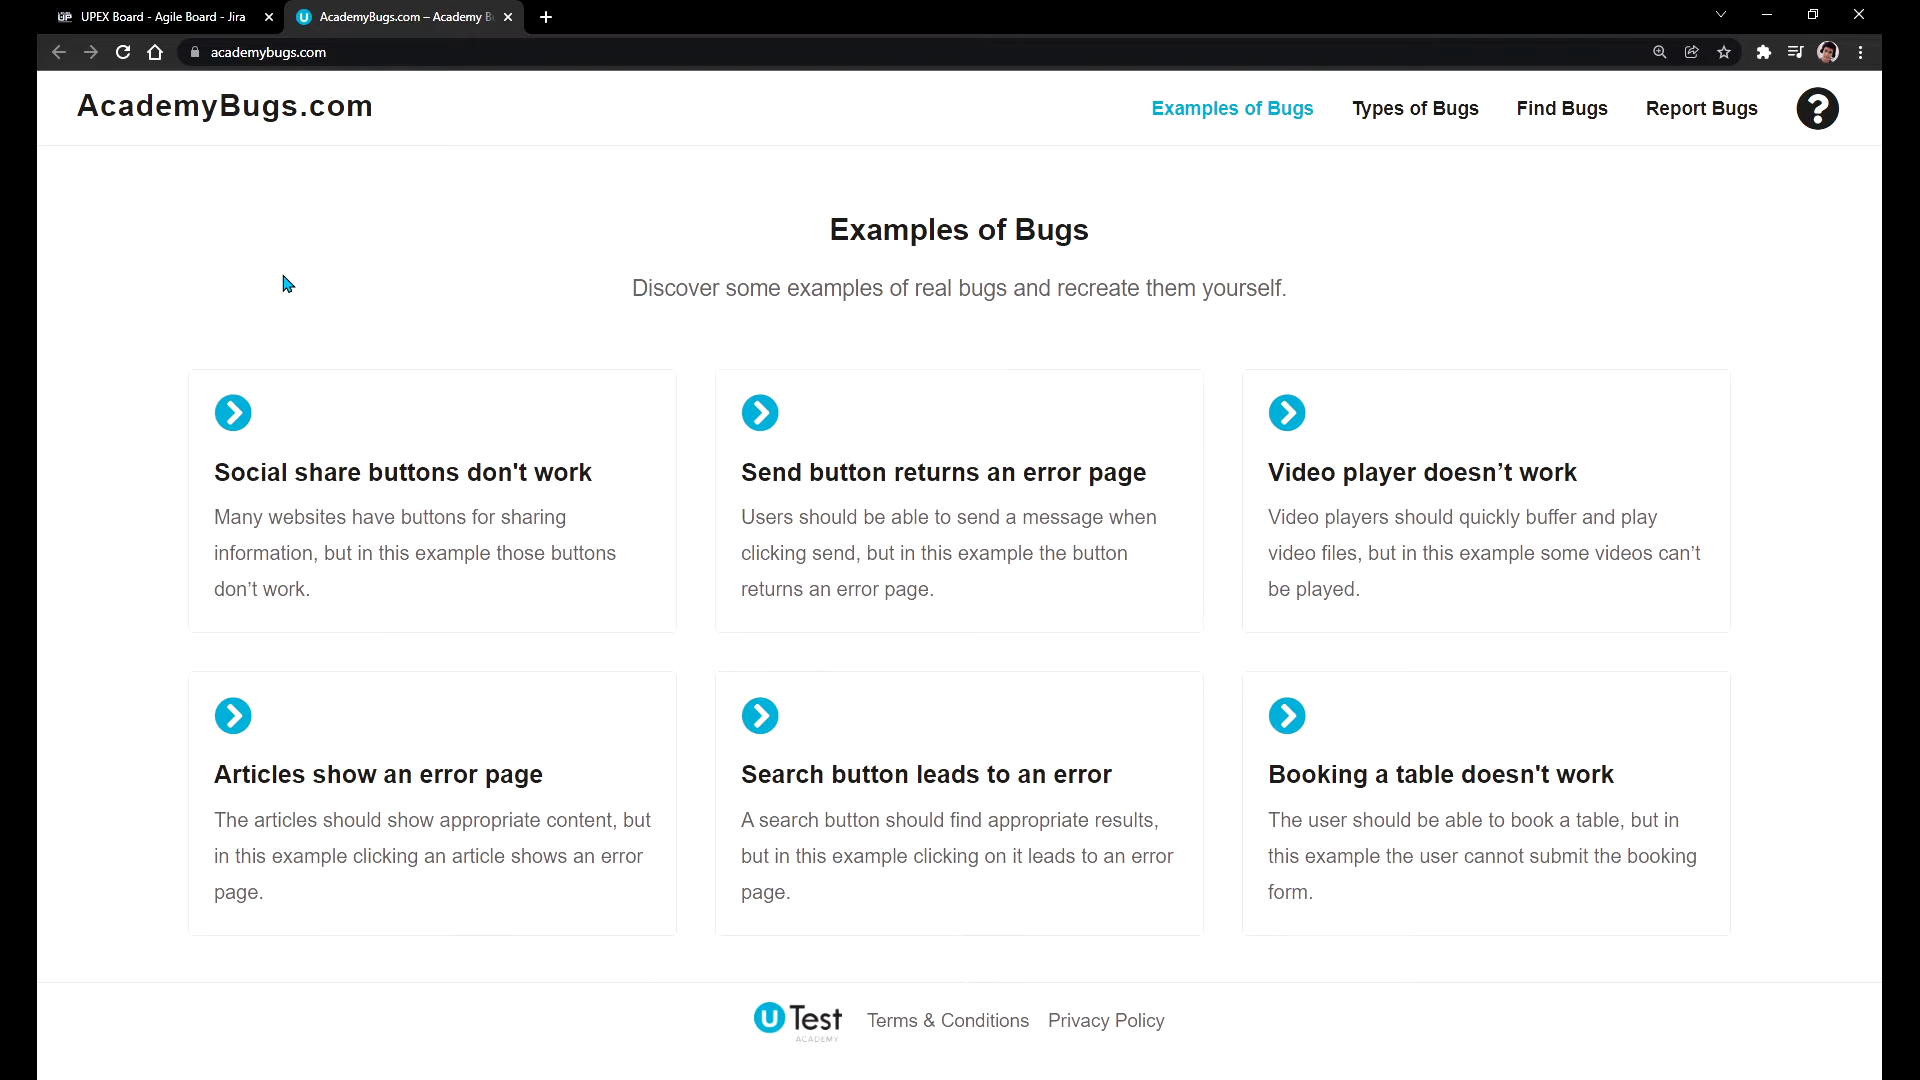 UPEX Board - Agile Board - Jira
AcademyBugs.com – Academy B
academybugs.com
AcademyBugs.com
Examples of Bugs
Types of Bugs
Find Bugs
Report Bugs
Examples of Bugs
Discover some examples of real bugs and recreate them yourself.
Social share buttons don't work
Many websites have buttons for sharing
information, but in this example those buttons
don’t work.
Send button returns an error page
Users should be able to send a message when
clicking send, but in this example the button
returns an error page.
Video player doesn’t work
Video players should quickly buffer and play
video files, but in this example some videos can’t
be played.
Articles show an error page
The articles should show appropriate content, but
in this example clicking an article shows an error
page.
Search button leads to an error
A search button should find appropriate results,
but in this example clicking on it leads to an error
page.
Booking a table doesn't work
The user should be able to book a table, but in
this example the user cannot submit the booking
form.
U Test
ACADEMY
Terms & Conditions
Privacy Policy